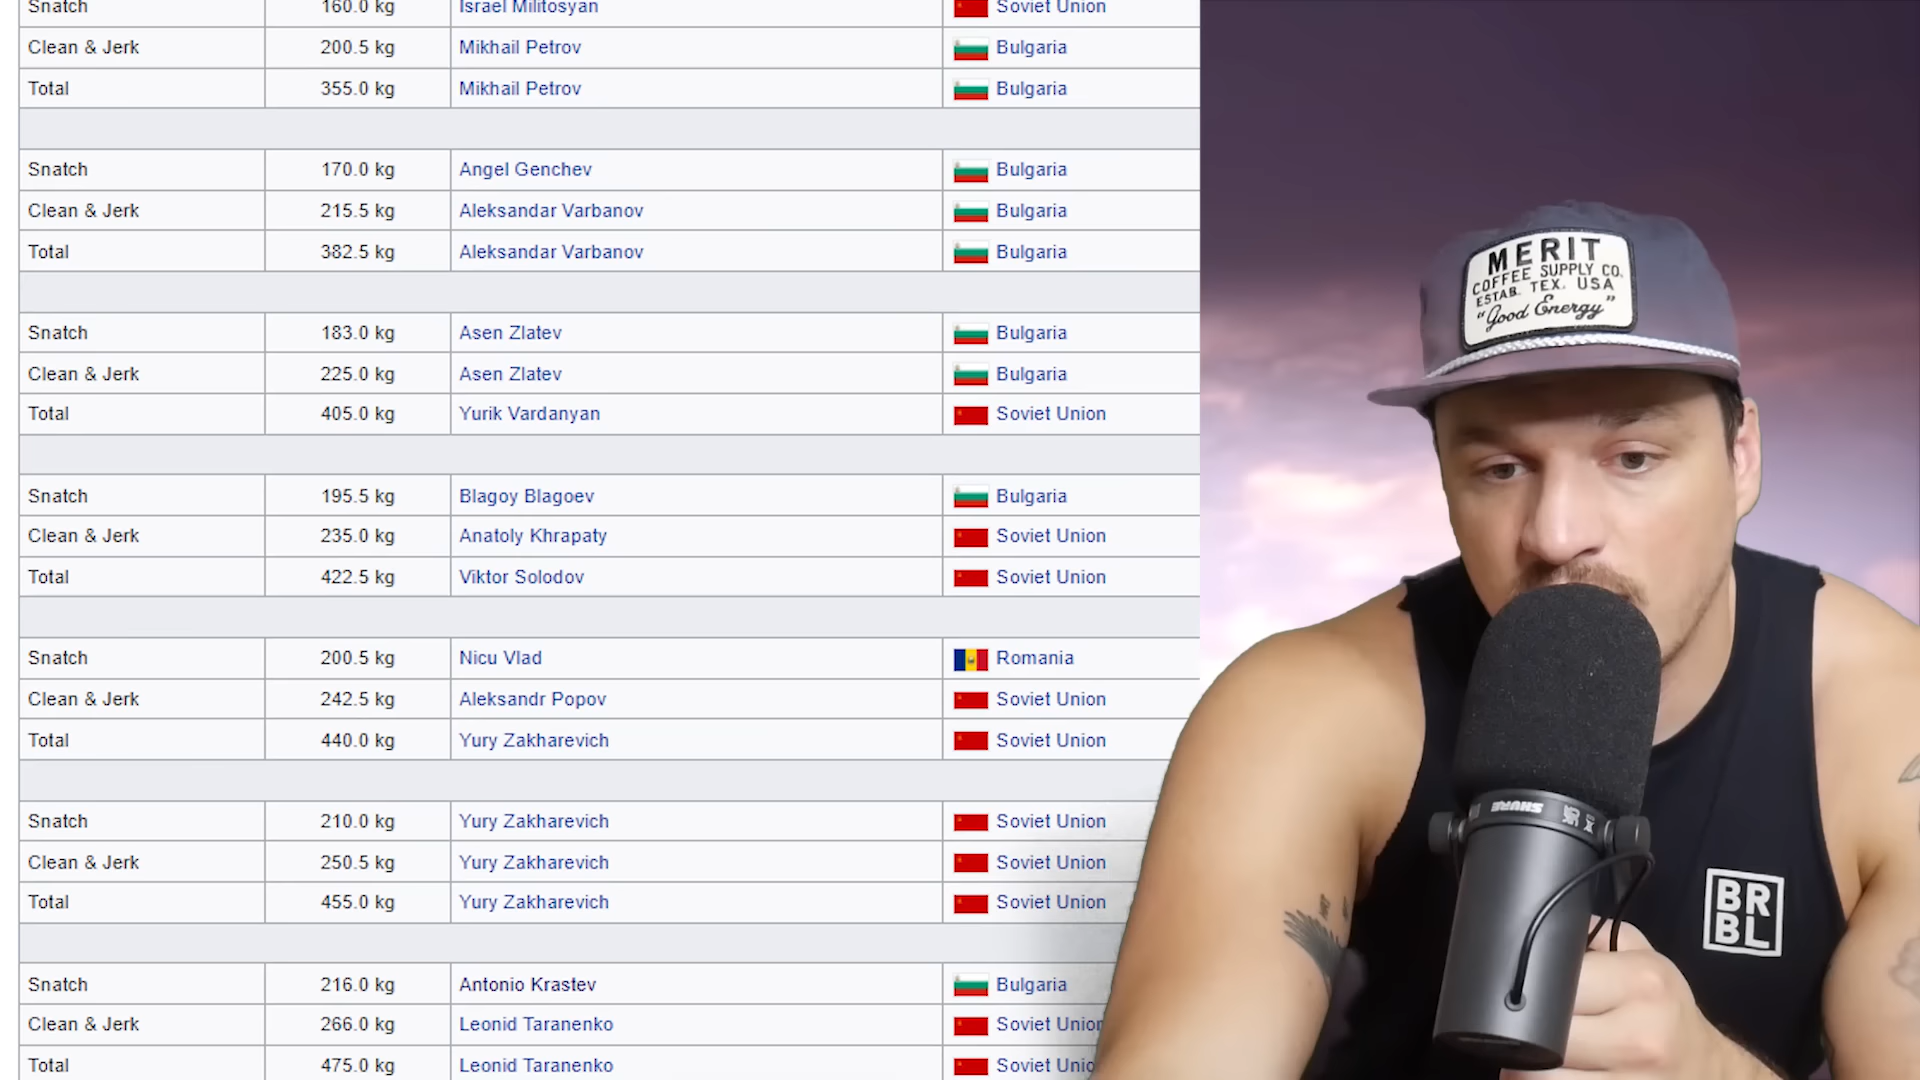 Snatch 160.0 kg Israel Militosyan Soviet Union
Clean & Jerk 200.5 kg Mikhail Petrov Bulgaria
Total 355.0 kg Mikhail Petrov Bulgaria
Snatch 170.0 kg Angel Genchev Bulgaria
Clean & Jerk 215.5 kg Aleksandar Varbanov Bulgaria
Total 382.5 kg Aleksandar Varbanov Bulgaria
Snatch 183.0 kg Asen Zlatev Bulgaria
Clean & Jerk 225.0 kg Asen Zlatev Bulgaria
Total 405.0 kg Yurik Vardanyan Soviet Union
Snatch 195.5 kg Blagoy Blagoev Bulgaria
Clean & Jerk 235.0 kg Anatoly Khrapaty Soviet Union
Total 422.5 kg Viktor Solodov Soviet Union
Snatch 200.5 kg Nicu Vlad Romania
Clean & Jerk 242.5 kg Aleksandr Popov Soviet Union
Total 440.0 kg Yury Zakharevich Soviet Union
Snatch 210.0 kg Yury Zakharevich Soviet Union
Clean & Jerk 250.5 kg Yury Zakharevich Soviet Union
Total 455.0 kg Yury Zakharevich Soviet Union
Snatch 216.0 kg Antonio Krastev Bulgaria
Clean & Jerk 266.0 kg Leonid Taranenko Soviet Union
Total 475.0 kg Leonid Taranenko Soviet Union
MERIT
COFFEE SUPPLY CO.
ESTAB. TEX. USA
"Good Energy"
SHURE
BR
BL